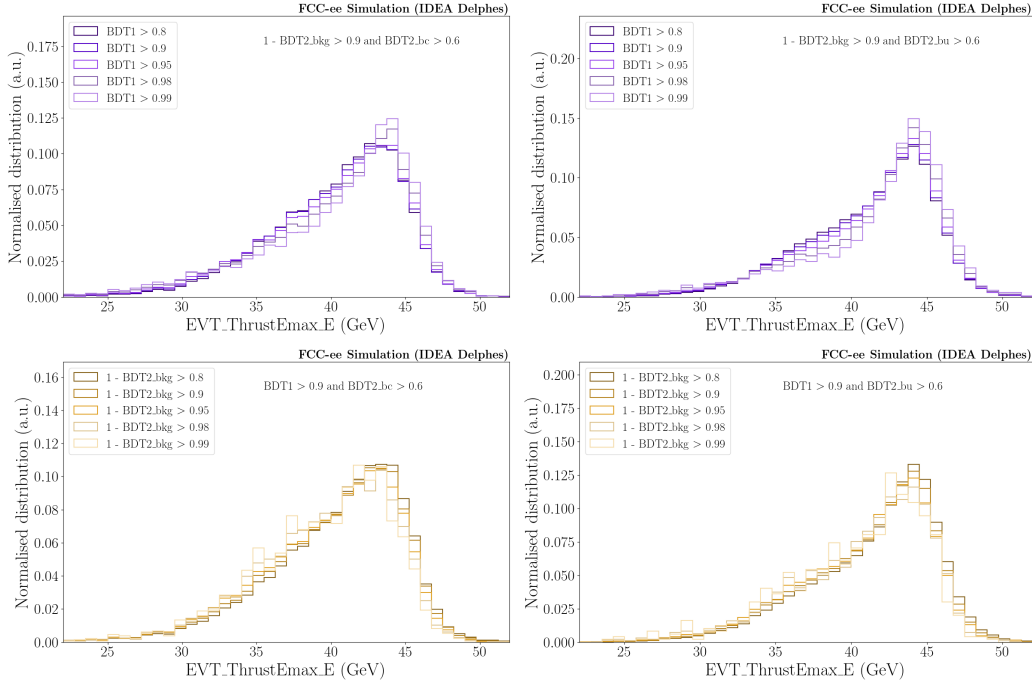 FCC-ee Simulation (IDEA Delphes)
BDT1 > 0.8
BDT1 > 0.9
BDT1 > 0.95
BDT1 > 0.98
BDT1 > 0.99
1 - BDT2_bkg > 0.9 and BDT2_bc > 0.6
Normalised distribution (a.u.)
0.175
0.150
0.125
0.100
0.075
0.050
0.025
0.000
25 30 35 40 45 50
EVT_ThrustEmax_E (GeV)
FCC-ee Simulation (IDEA Delphes)
BDT1 > 0.8
BDT1 > 0.9
BDT1 > 0.95
BDT1 > 0.98
BDT1 > 0.99
1 - BDT2_bkg > 0.9 and BDT2_bu > 0.6
Normalised distribution (a.u.)
0.20
0.15
0.10
0.05
0.00
25 30 35 40 45 50
EVT_ThrustEmax_E (GeV)
FCC-ee Simulation (IDEA Delphes)
1 - BDT2_bkg > 0.8
1 - BDT2_bkg > 0.9
1 - BDT2_bkg > 0.95
1 - BDT2_bkg > 0.98
1 - BDT2_bkg > 0.99
BDT1 > 0.9 and BDT2_bc > 0.6
Normalised distribution (a.u.)
0.16
0.14
0.12
0.10
0.08
0.06
0.04
0.02
0.00
25 30 35 40 45 50
EVT_ThrustEmax_E (GeV)
FCC-ee Simulation (IDEA Delphes)
1 - BDT2_bkg > 0.8
1 - BDT2_bkg > 0.9
1 - BDT2_bkg > 0.95
1 - BDT2_bkg > 0.98
1 - BDT2_bkg > 0.99
BDT1 > 0.9 and BDT2_bu > 0.6
Normalised distribution (a.u.)
0.200
0.175
0.150
0.125
0.100
0.075
0.050
0.025
0.000
25 30 35 40 45 50
EVT_ThrustEmax_E (GeV)